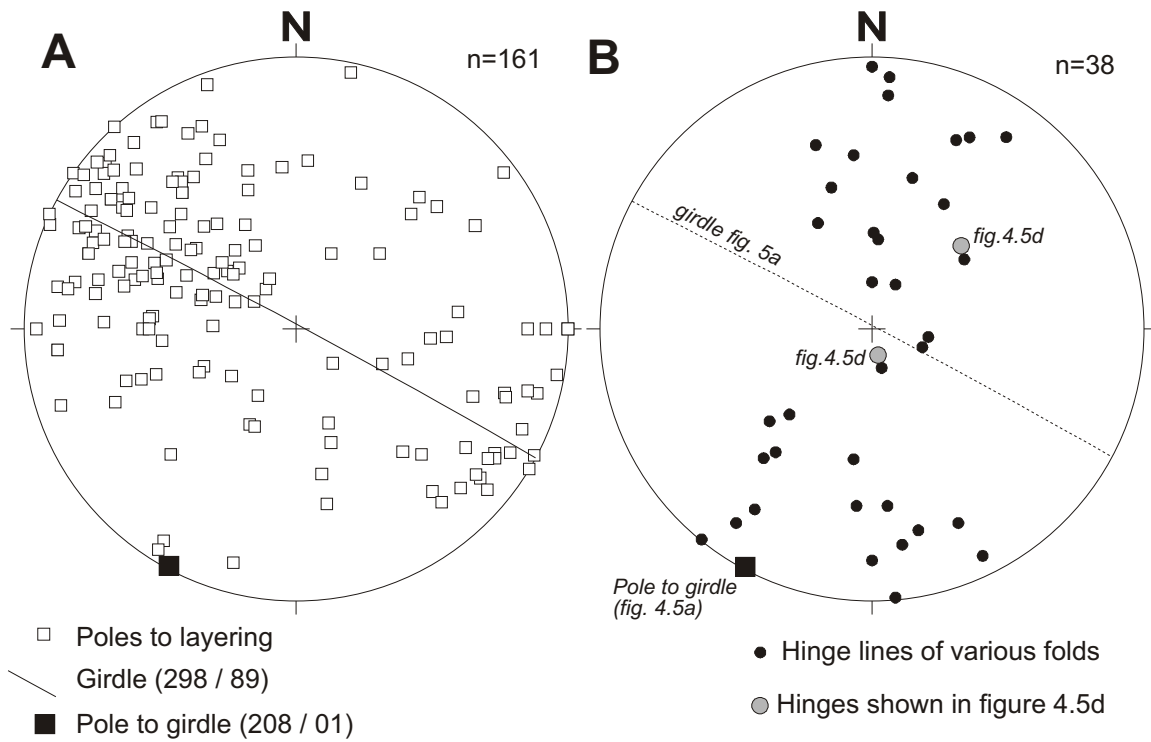 A
N
n=161
B
N
n=38
girdle fig. 5a
fig.4.5d
fig.4.5d
Pole to girdle
(fig. 4.5a)
Poles to layering
Girdle (298 / 89)
Pole to girdle (208 / 01)
Hinge lines of various folds
Hinges shown in figure 4.5d